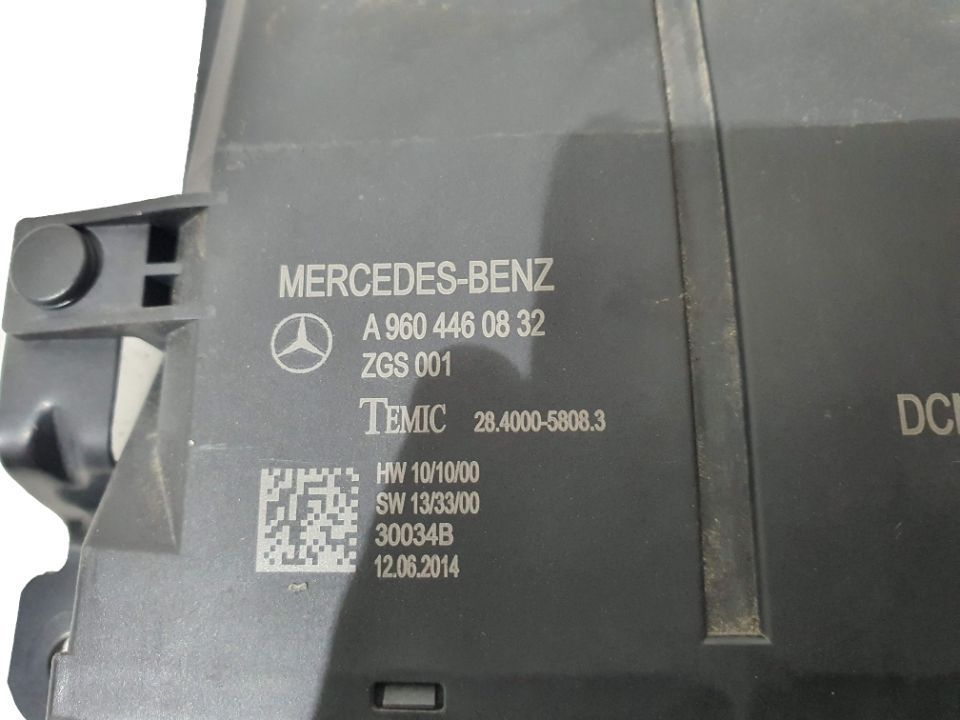 MERCEDES-BENZ
A 960 446 08 32
ZGS 001
TEMIC 28.4000-5808.3
HW 10/10/00
SW 13/33/00
30034B
12.06.2014